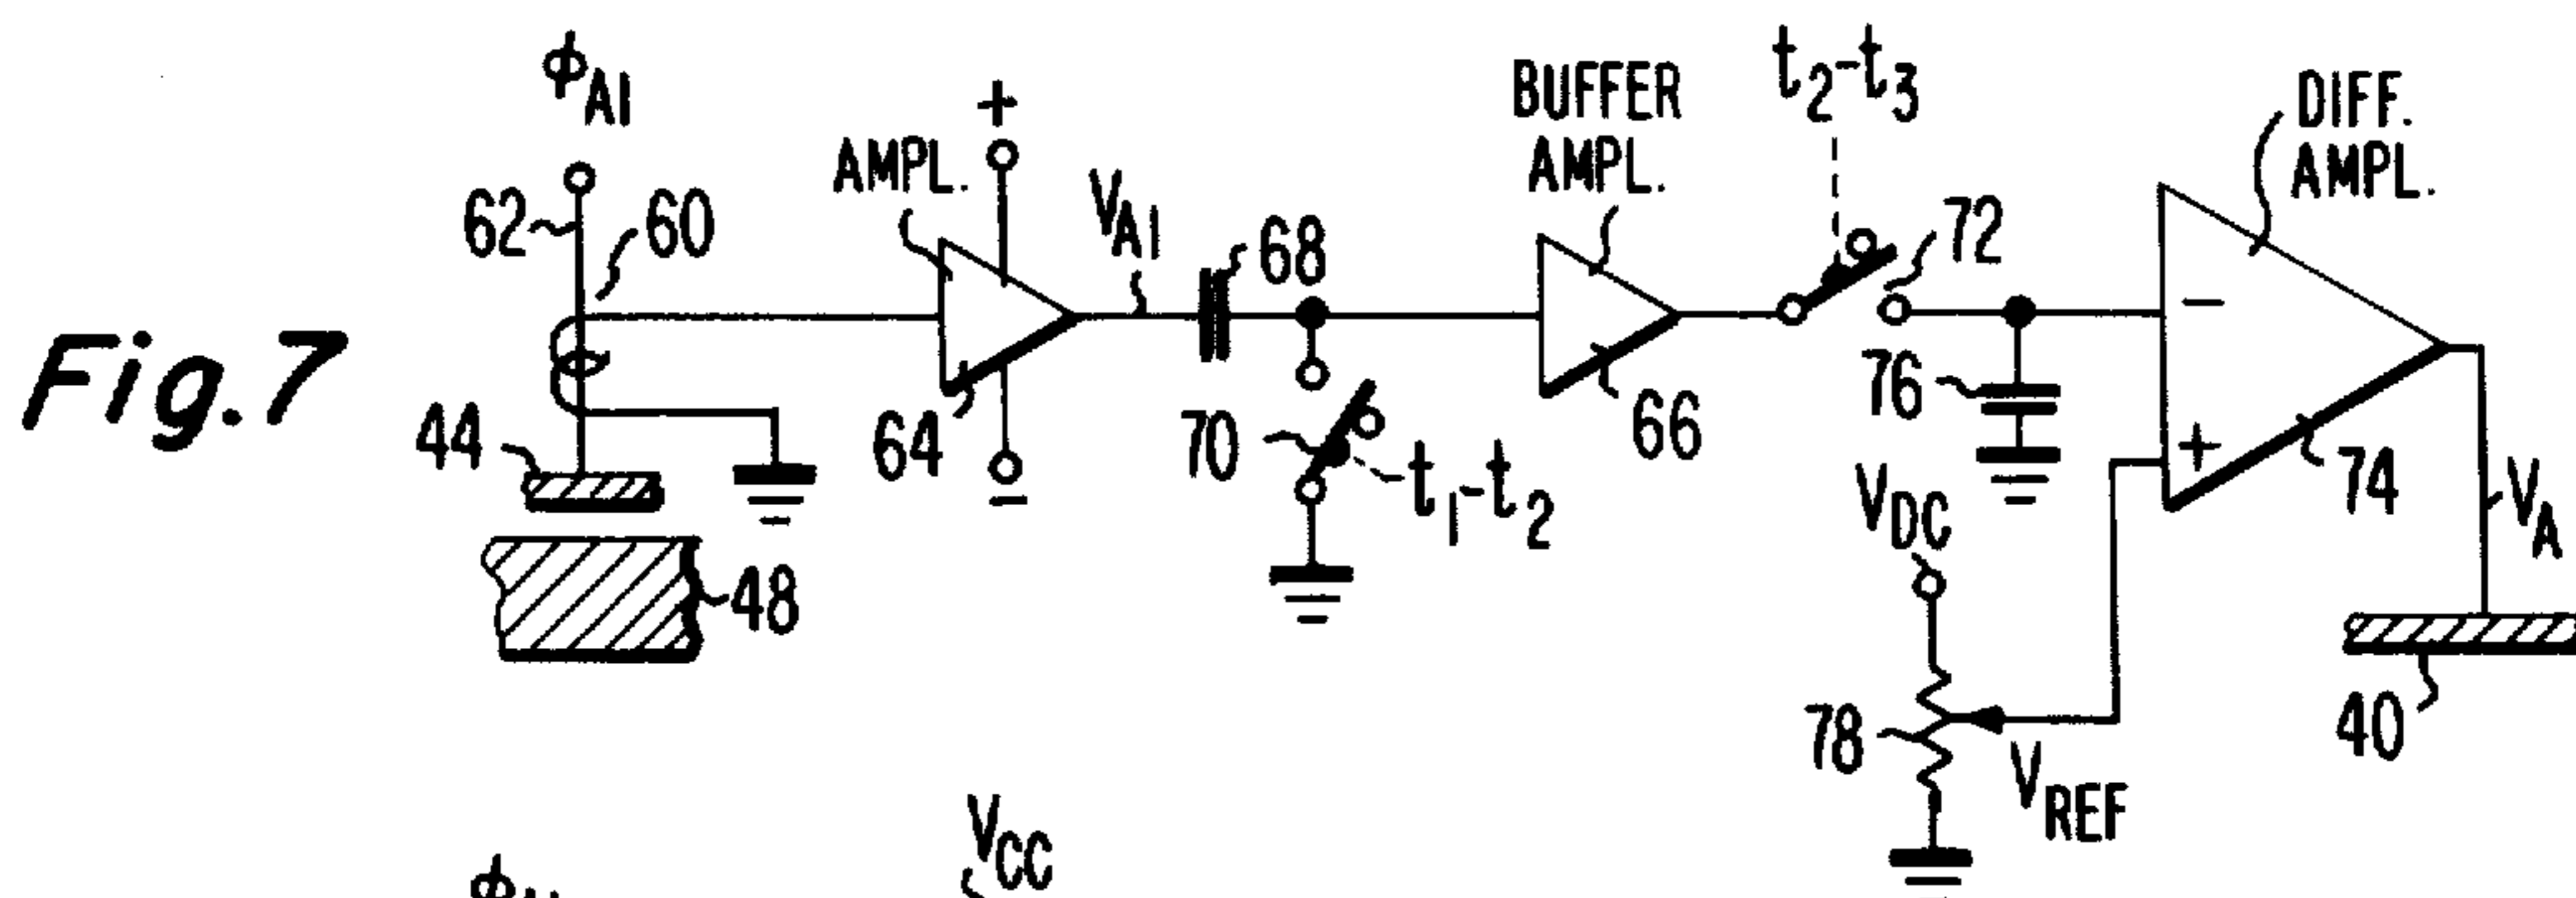 Fig. 7
ϕA1
62
60
44
48
AMPL.
+
64
−
VA1
68
70
t1-t2
BUFFER
AMPL.
66
t2-t3
72
76
DIFF.
AMPL.
−
+
74
VA
40
VDC
78
VREF
VCC